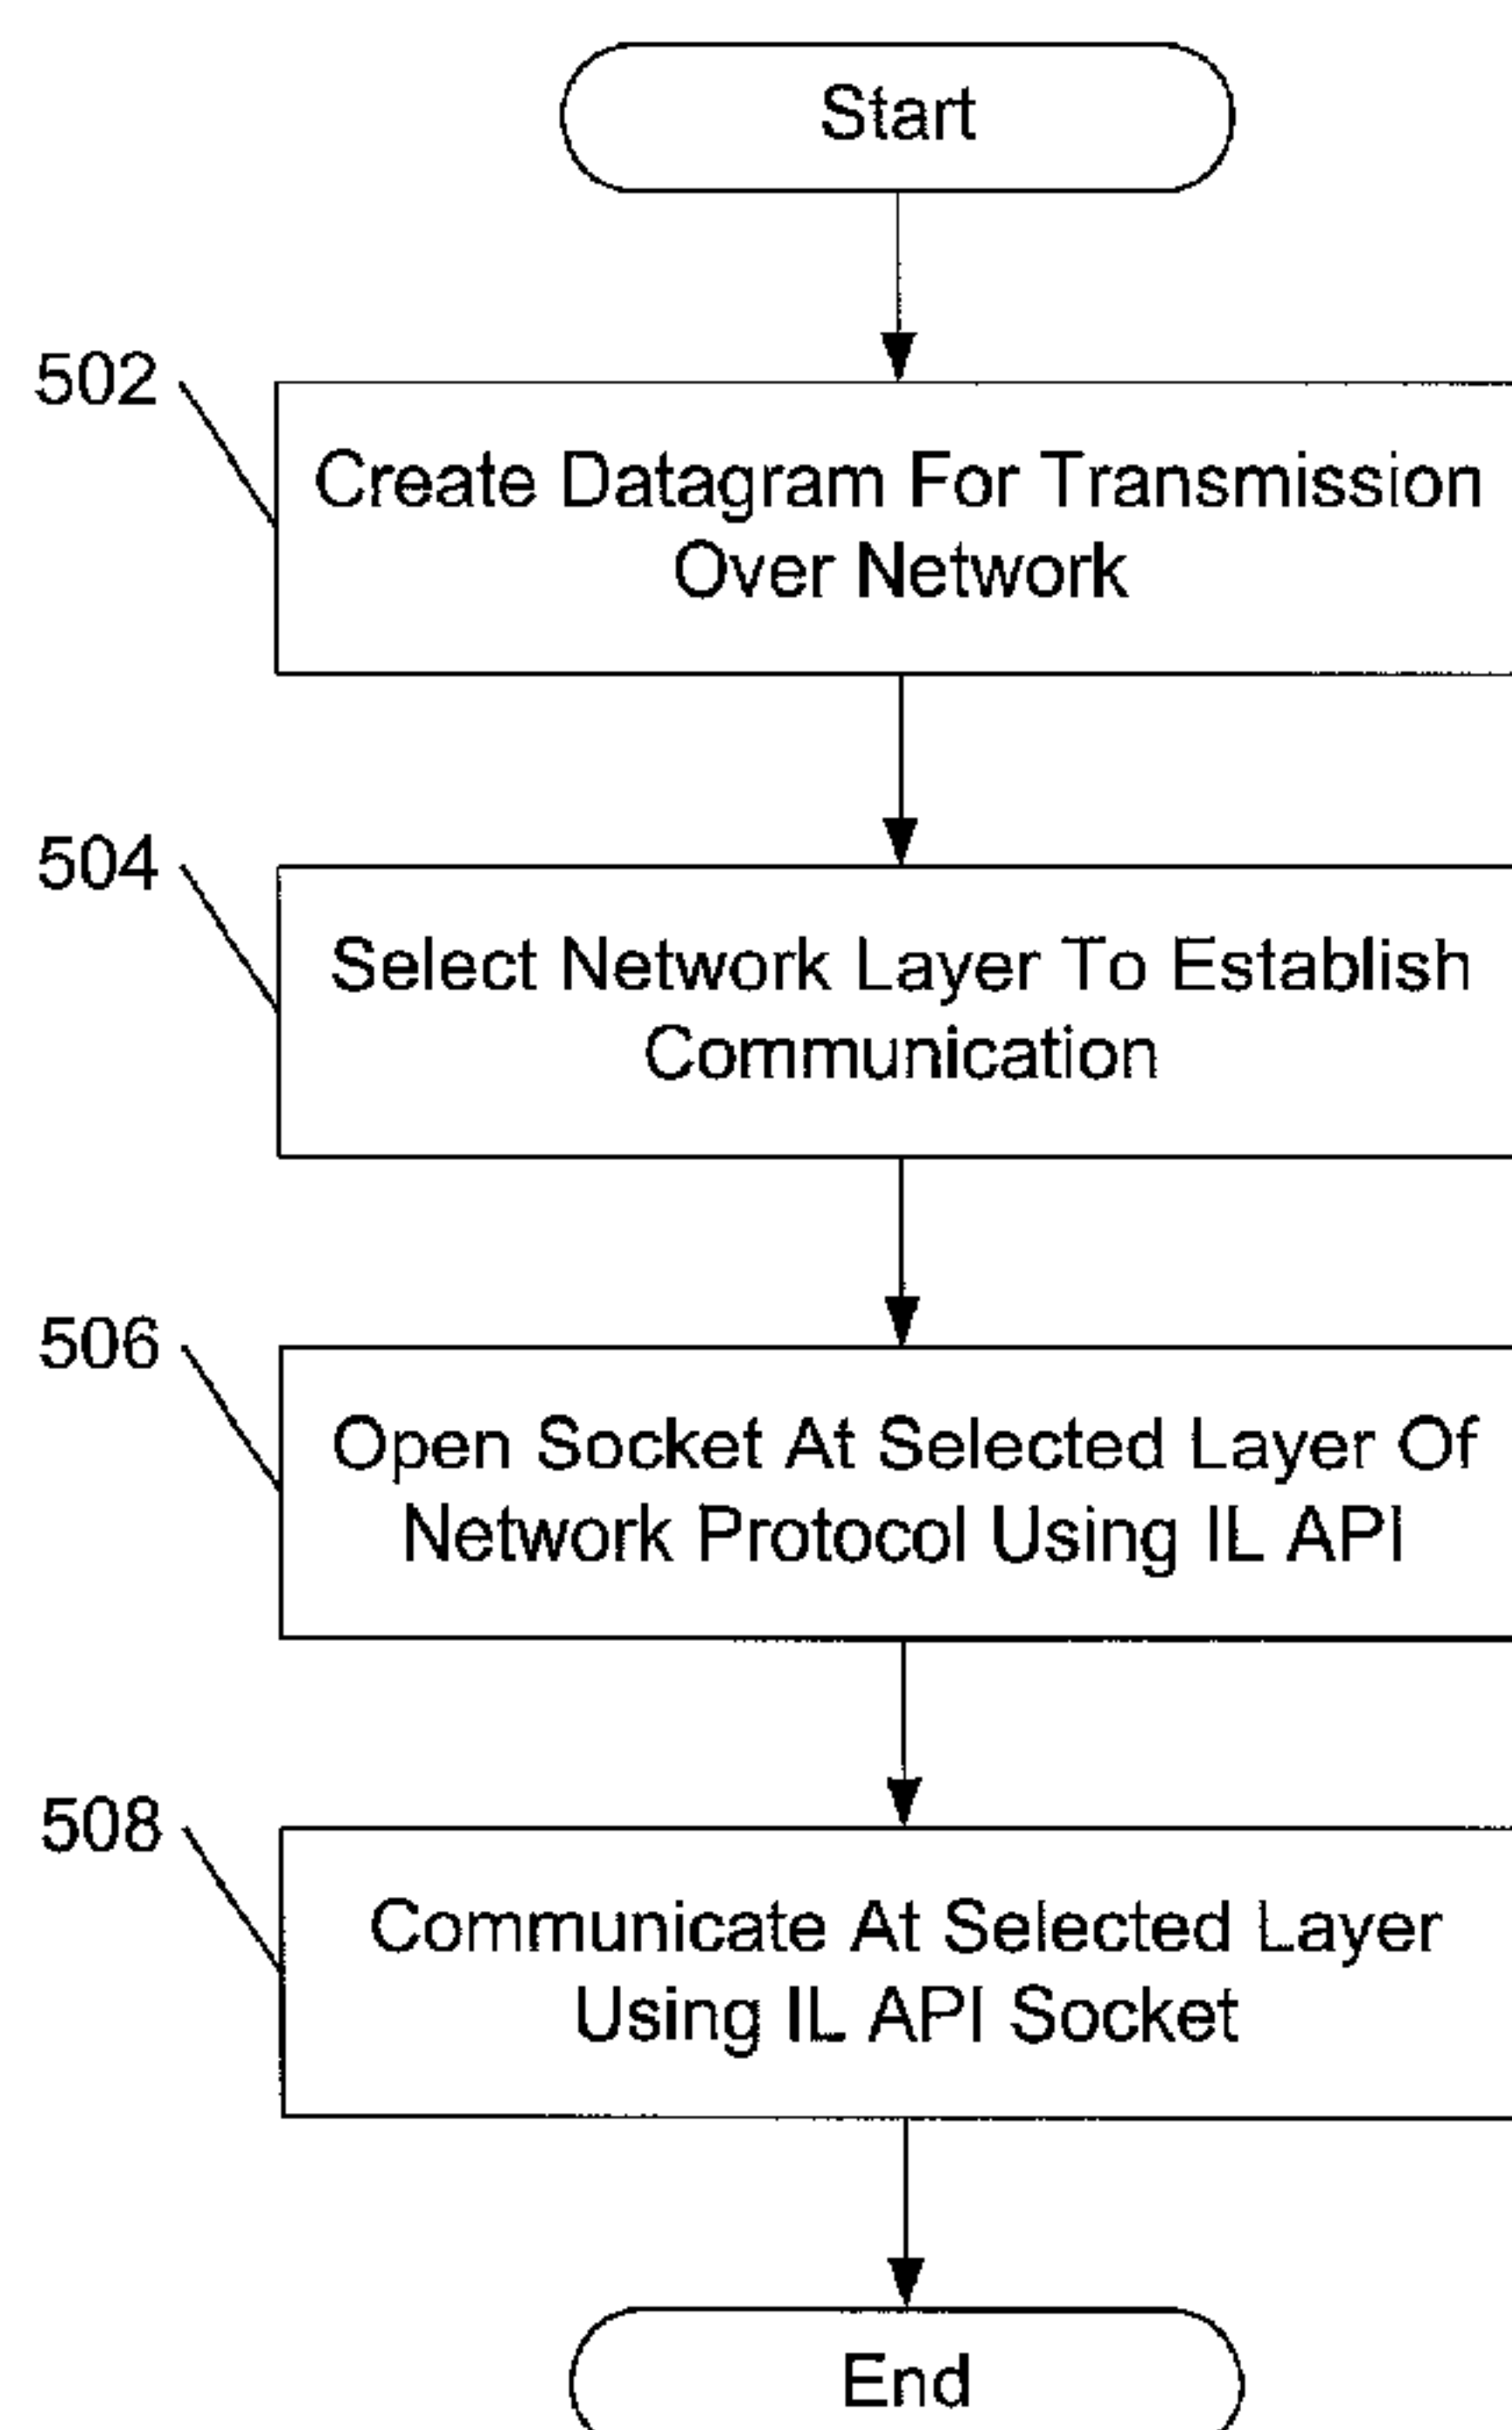 Start
502
Create Datagram For Transmission
Over Network
504
Select Network Layer To Establish
Communication
506
Open Socket At Selected Layer Of
Network Protocol Using IL API
508
Communicate At Selected Layer
Using IL API Socket
End